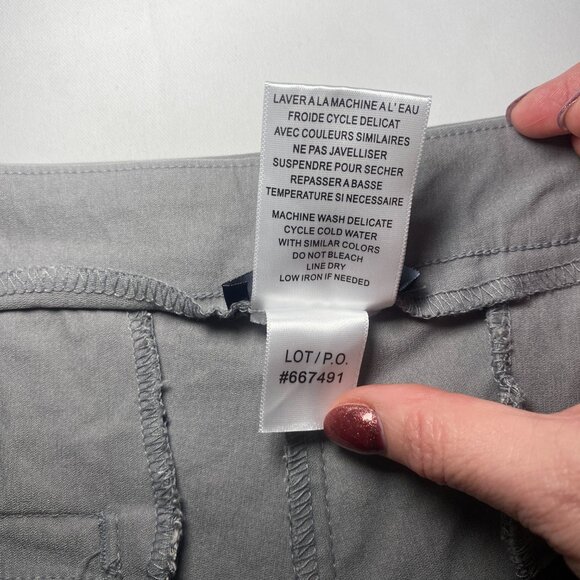 LAVER A LA MACHINE A L' EAU
FROIDE CYCLE DELICAT
AVEC COULEURS SIMILAIRES
NE PAS JAVELLISER
SUSPENDRE POUR SECHER
REPASSER A BASSE
TEMPERATURE SI NECESSAIRE
MACHINE WASH DELICATE
CYCLE COLD WATER
WITH SIMILAR COLORS
DO NOT BLEACH
LINE DRY
LOW IRON IF NEEDED
LOT/P.O.
#667491